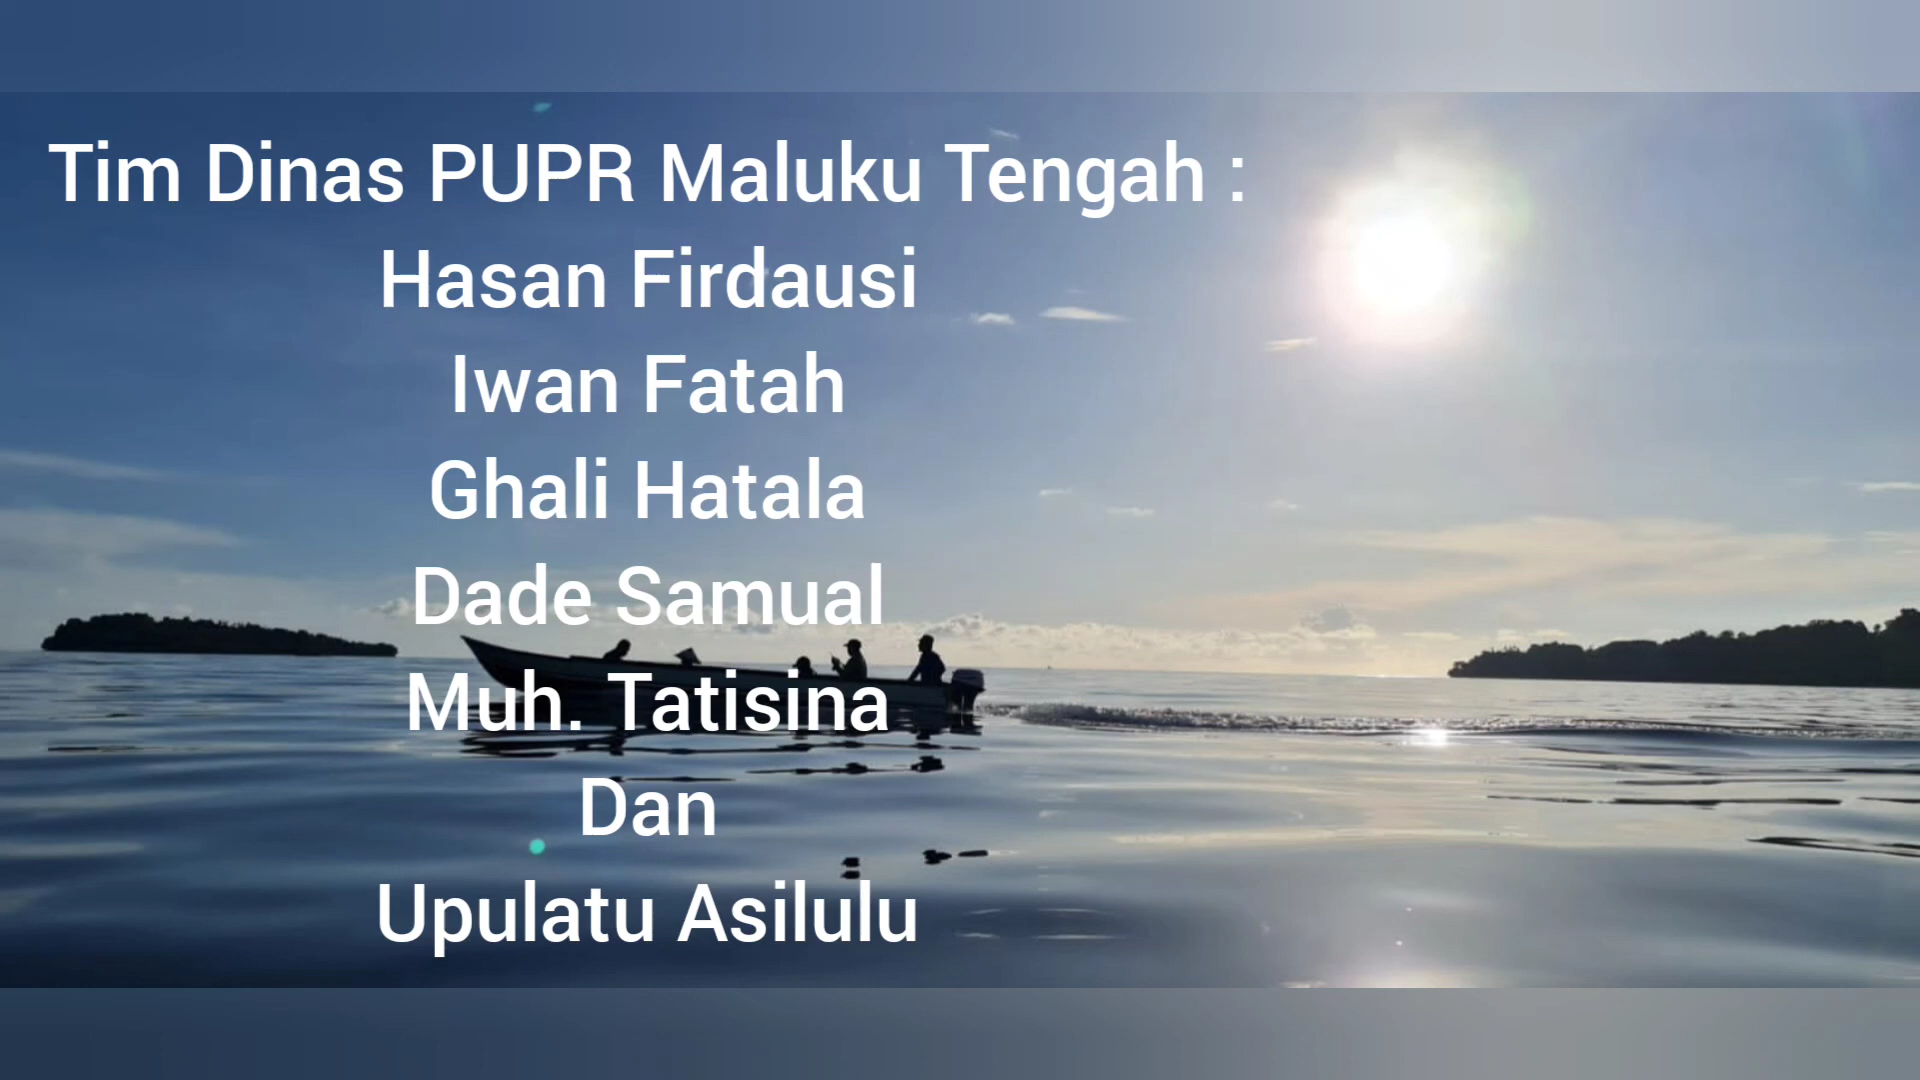 Tim Dinas PUPR Maluku Tengah :
Hasan Firdausi
Iwan Fatah
Ghali Hatala
Dade Samual
Muh. Tatisina
Dan
Upulatu Asilulu